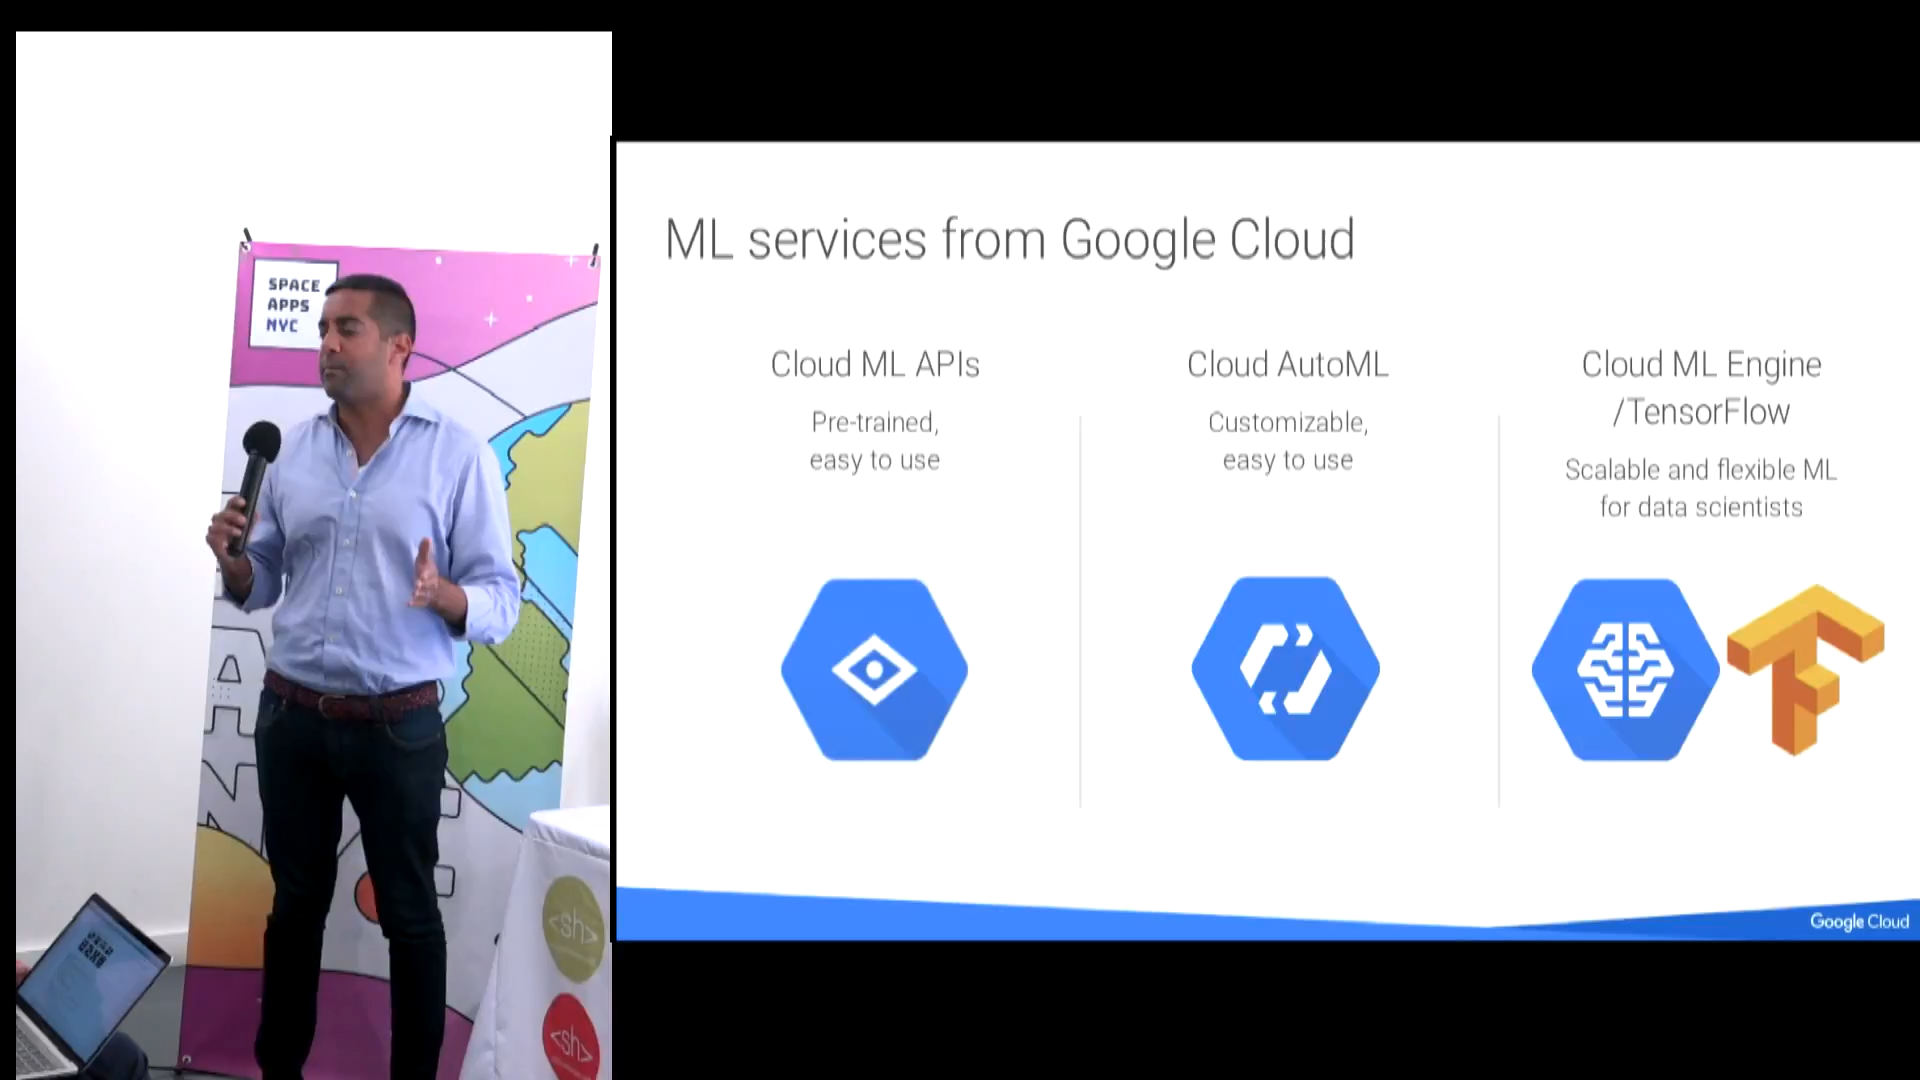 SPACE
APPS
NYC
<sh>
<sh>
ML services from Google Cloud
Cloud ML APIs
Pre-trained,
easy to use
Cloud AutoML
Customizable,
easy to use
Cloud ML Engine
/TensorFlow
Scalable and flexible ML
for data scientists
Google Cloud